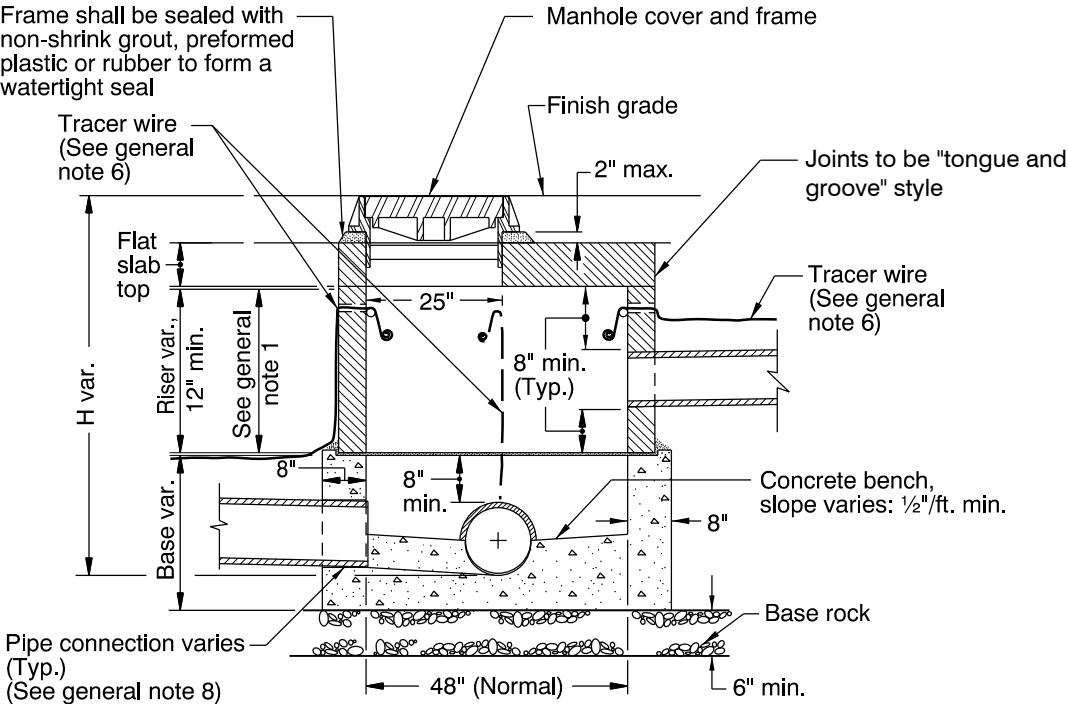 Frame shall be sealed with
non-shrink grout, preformed
plastic or rubber to form a
watertight seal
Manhole cover and frame
Finish grade
Tracer wire
(See general
note 6)
2" max.
Joints to be "tongue and
groove" style
Flat
slab
top
Tracer wire
(See general
note 6)
25"
H var.
Riser var.,
12" min.
See general
note 1
8" min.
(Typ.)
8"
8"
min.
Concrete bench,
slope varies: ½"/ft. min.
8"
Base var.
Base rock
Pipe connection varies
(Typ.)
(See general note 8)
48" (Normal)
6" min.